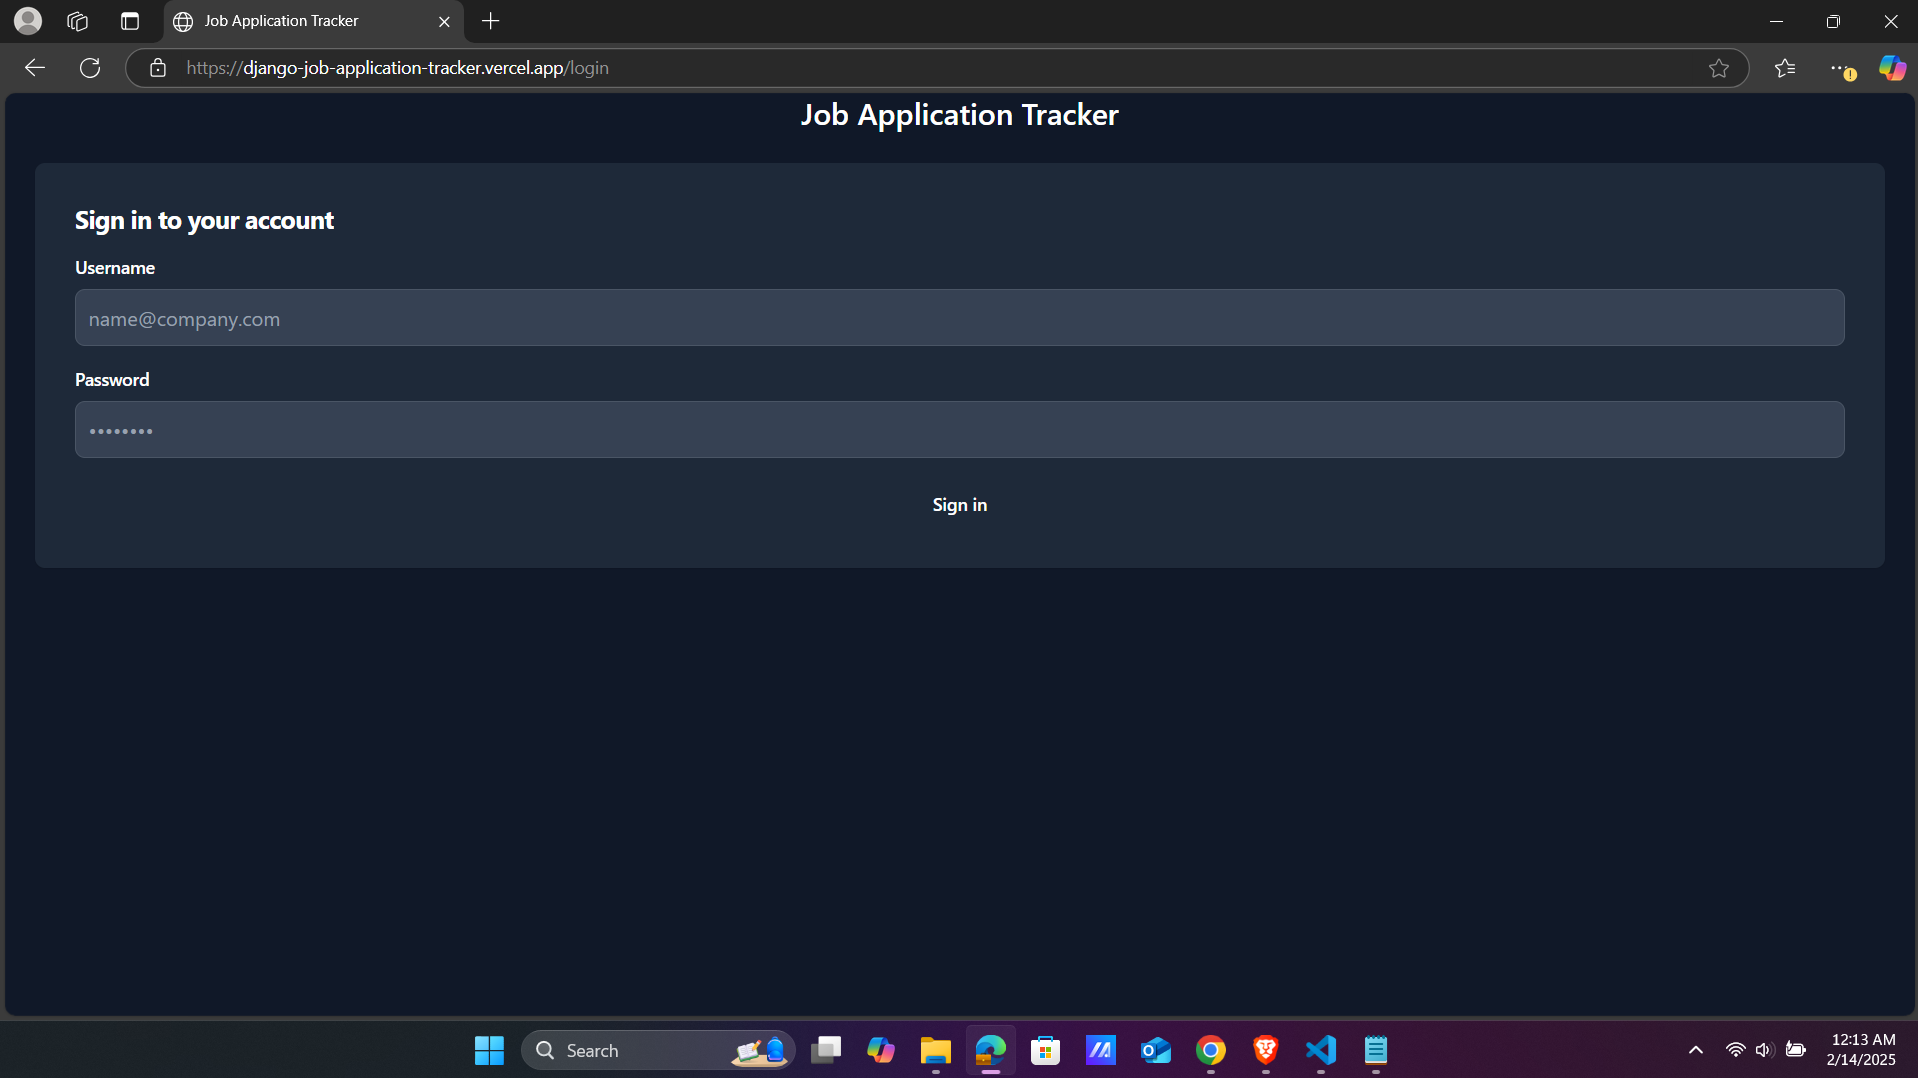 Job Application Tracker
https://django-job-application-tracker.vercel.app/login
Job Application Tracker
Sign in to your account
Username
name@company.com
Password
••••••••
Sign in
Search
12:13 AM
2/14/2025